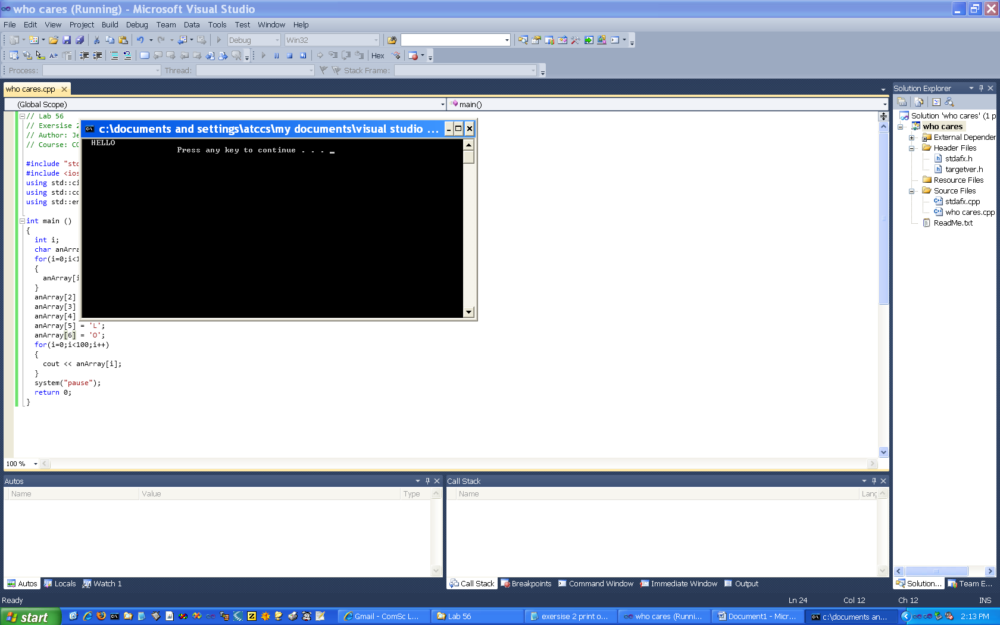 who cares (Running) - Microsoft Visual Studio
File Edit View Project Build Debug Team Data Tools Test Window Help
Debug Win32
Hex
Process: Thread: Stack Frame:
who cares.cpp
(Global Scope) main()
// Lab 56
// Exersise 2
// Author: Je
// Course: CO
#include "std
#include <ios
using std::ci
using std::co
using std::en
int main ()
{
int i;
char anArra
for(i=0;i<1
{
anArray[i
}
anArray[2]
anArray[3]
anArray[4]
anArray[5] = 'L';
anArray[6] = 'O';
for(i=0;i<100;i++)
{
cout << anArray[i];
}
system("pause");
return 0;
}
c:\documents and settings\atccs\my documents\visual studio ...
HELLO
Press any key to continue . . . _
100 %
Solution Explorer
Solution 'who cares' (1 p
who cares
External Depender
Header Files
stdafx.h
targetver.h
Resource Files
Source Files
stdafx.cpp
who cares.cpp
ReadMe.txt
Solution... Team E...
Autos
Name Value Type
Autos Locals Watch 1
Call Stack
Name Lang
Call Stack Breakpoints Command Window Immediate Window Output
Ready Ln 24 Col 12 Ch 12 INS
start Gmail - ComSc L... Lab 56 exersise 2 print o... who cares (Runni... Document1 - Micr... c:\documents an... 2:13 PM